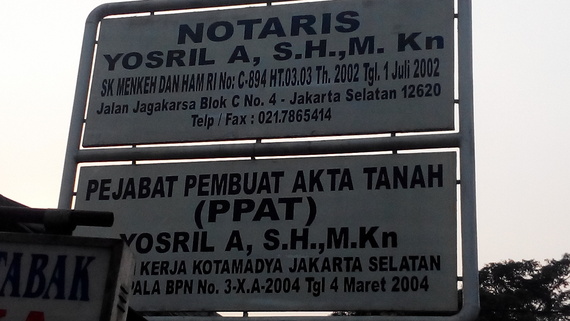 NOTARIS
YOSRIL A, S.H.,M. Kn
SK MENKEH DAN HAM RI No: C-894 HT.03.03 Th. 2002 Tgl. 1 Juli 2002
Jalan Jagakarsa Blok C No. 4 - Jakarta Selatan 12620
Telp / Fax : 021.7865414
PEJABAT PEMBUAT AKTA TANAH
(PPAT)
YOSRIL A, S.H.,M.Kn
KERJA KOTAMADYA JAKARTA SELATAN
PALA BPN No. 3-X.A-2004 Tgl 4 Maret 2004
TABAK